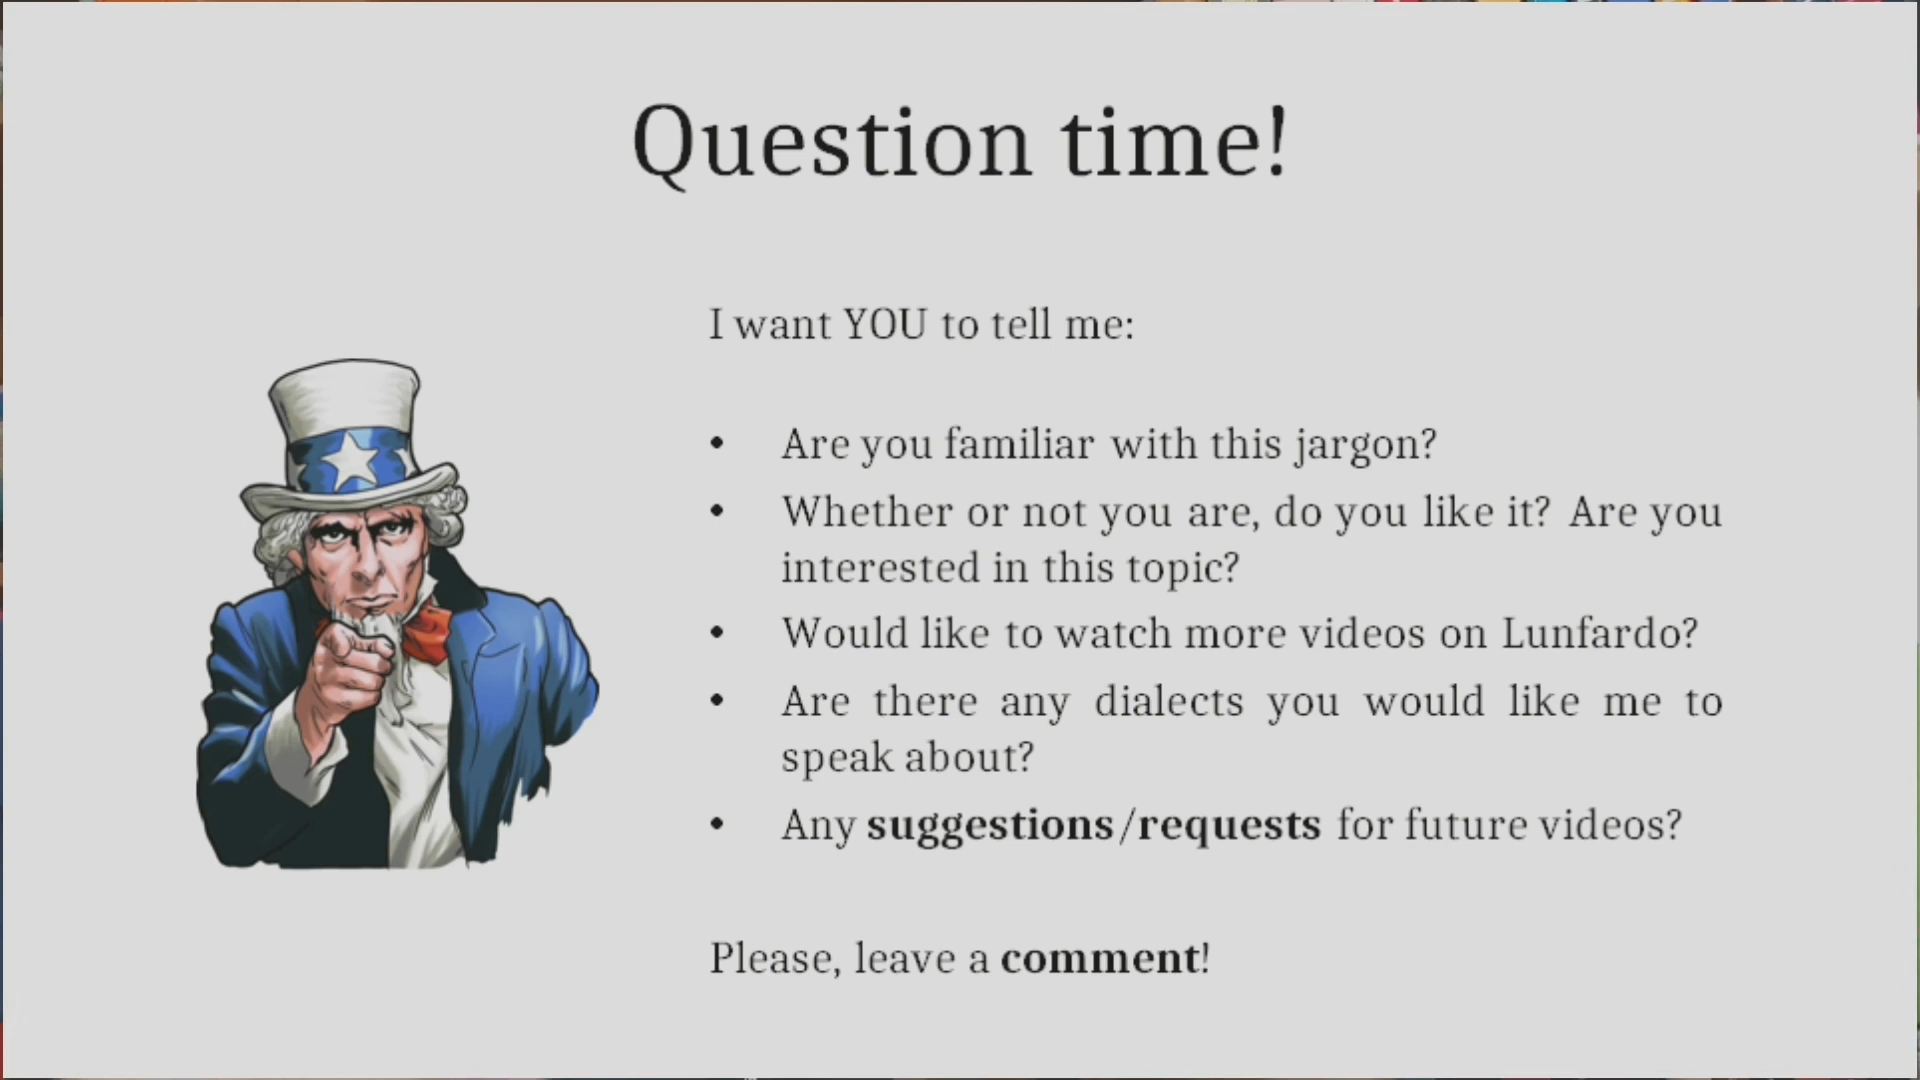 Question time!
I want YOU to tell me:
• Are you familiar with this jargon?
• Whether or not you are, do you like it? Are you
interested in this topic?
• Would like to watch more videos on Lunfardo?
• Are there any dialects you would like me to
speak about?
• Any suggestions/requests for future videos?
Please, leave a comment!